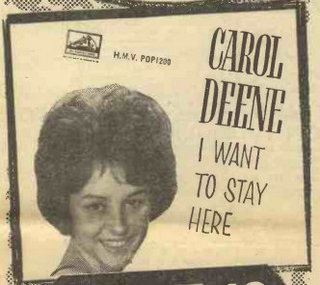 H.M.V. POP1200
CAROL
DEENE
I WANT
TO STAY
HERE